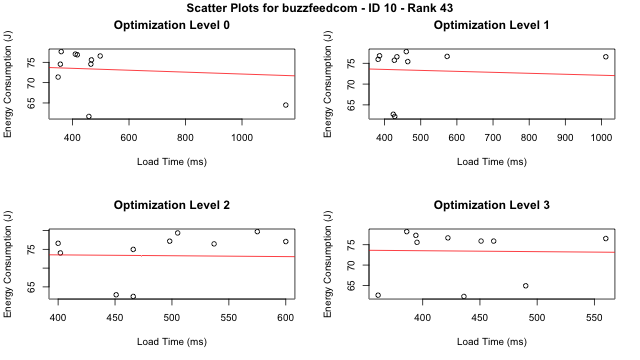 Scatter Plots for buzzfeedcom - ID 10 - Rank 43
Optimization Level 0
Energy Consumption (J)
65 70 75
400 600 800 1000
Load Time (ms)
Optimization Level 1
Energy Consumption (J)
65 70 75
400 500 600 700 800 900 1000
Load Time (ms)
Optimization Level 2
Energy Consumption (J)
65 75
400 450 500 550 600
Load Time (ms)
Optimization Level 3
Energy Consumption (J)
65 70 75
400 450 500 550
Load Time (ms)